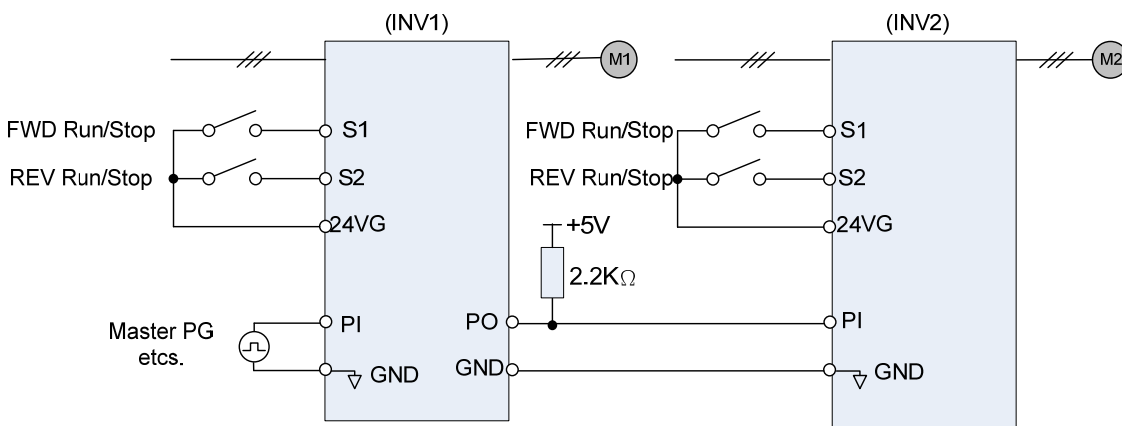 (INV1)
(INV2)
M1
M2
FWD Run/Stop
S1
FWD Run/Stop
S1
REV Run/Stop
S2
REV Run/Stop
S2
24VG
+5V
24VG
2.2KΩ
Master PG
etcs.
PI
PO
PI
GND
GND
GND